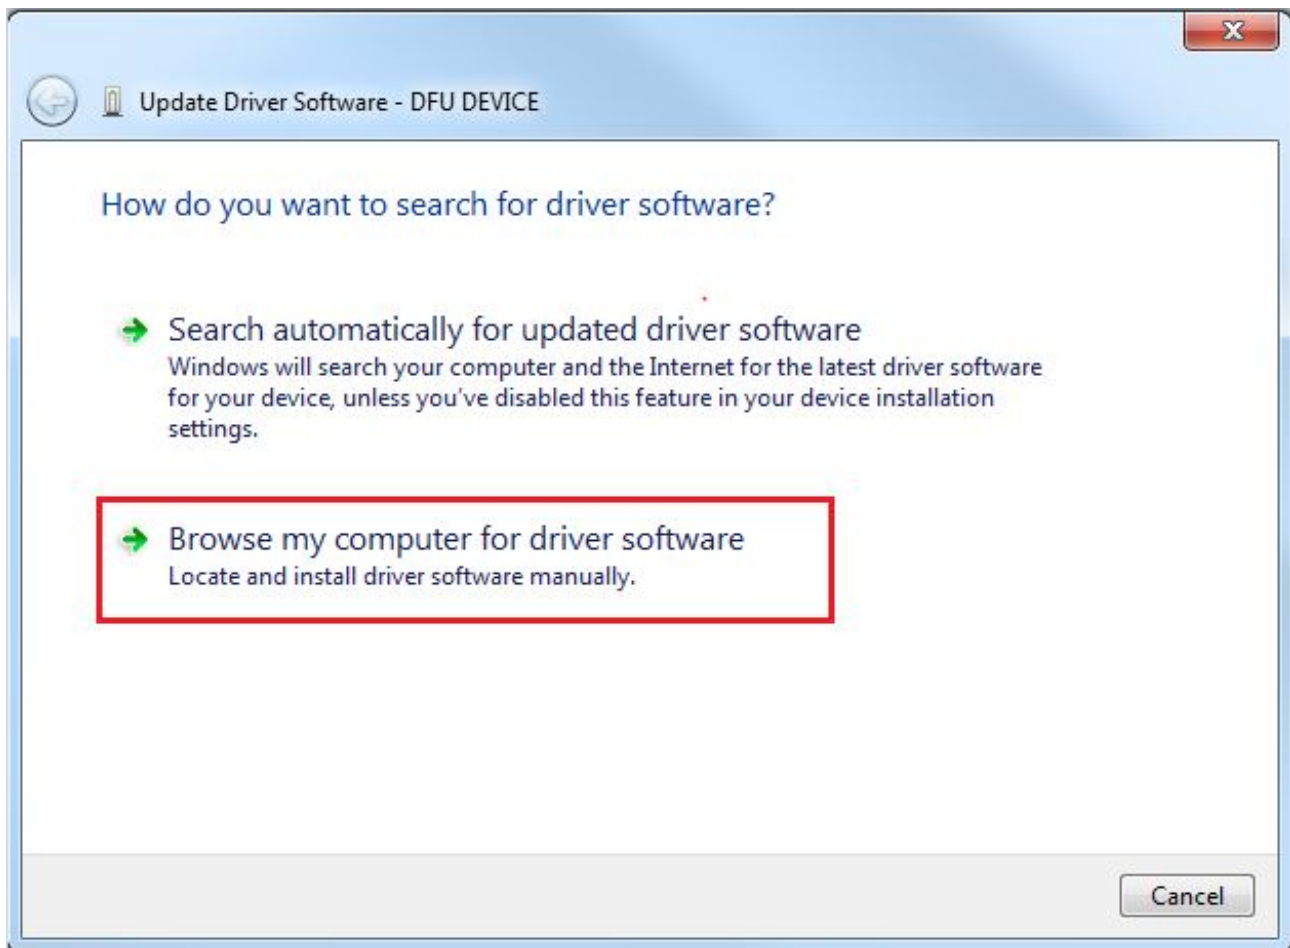 Update Driver Software - DFU DEVICE
How do you want to search for driver software?
Search automatically for updated driver software
Windows will search your computer and the Internet for the latest driver software
for your device, unless you've disabled this feature in your device installation
settings.
Browse my computer for driver software
Locate and install driver software manually.
Cancel